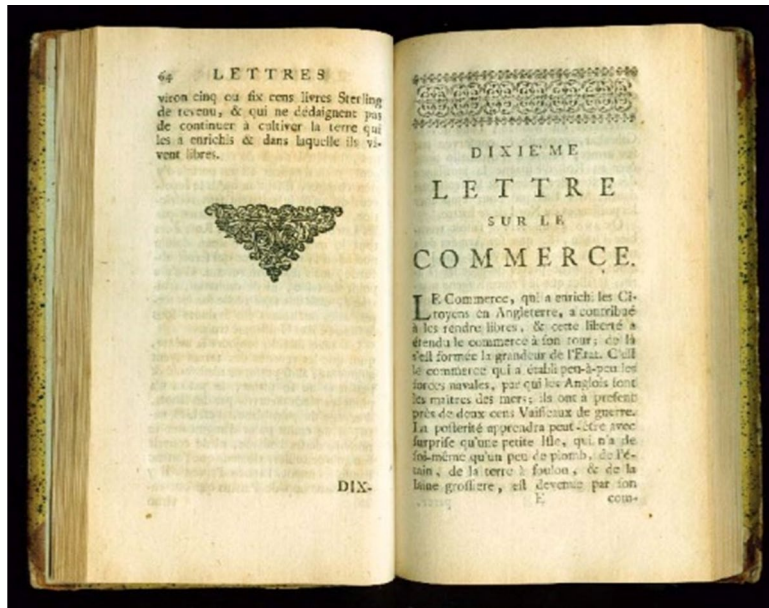 64 LETTRES
viron cinq ou six cens livres Sterling
de revenu, & qui ne dédaignent pas
de continuer à cultiver la terre qui
les a enrichis & dans laquelle ils vi-
vent libres.
DIX-
DIXIE'ME
LETTRE
SUR LE
COMMERCE.
LE Commerce, qui a enrichi les Ci-
toyens en Angleterre, a contribué
à les rendre libres, & cette liberté a
étendu le commerce à son tour; de là
s'est formée la grandeur de l'Etat. C'est
le commerce qui a établi peu-à-peu les
forces navales, par qui les Anglois sont
les maîtres des mers; ils ont à présent
près de deux cens Vaisseaux de guerre.
La postérité apprendra peut-être avec
surprise qu'une petite Isle, qui n'a de
soi-même qu'un peu de plomb, de l'é-
tain, de la terre à foulon, & de la
laine grossiere, est devenue par son
E com-